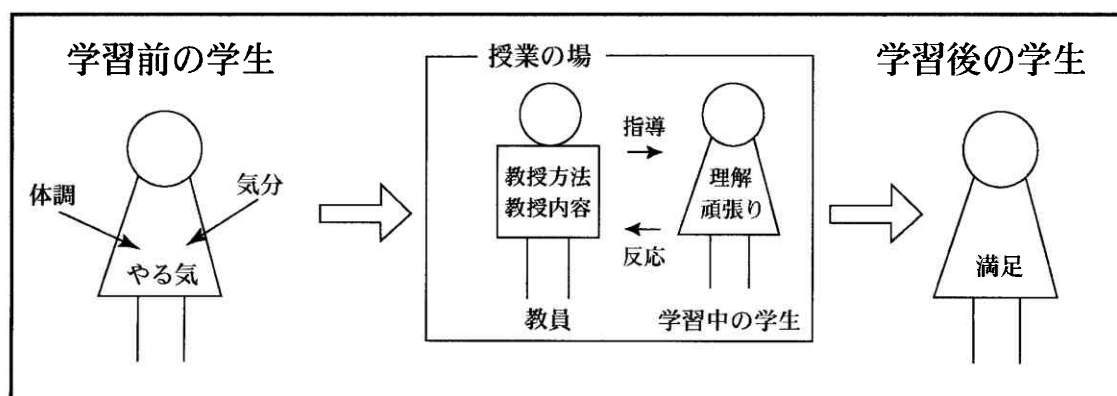 学習前の学生
体調
気分
やる気
授業の場
教授方法
教授内容
教員
指導
反応
理解
頑張り
学習中の学生
学習後の学生
満足